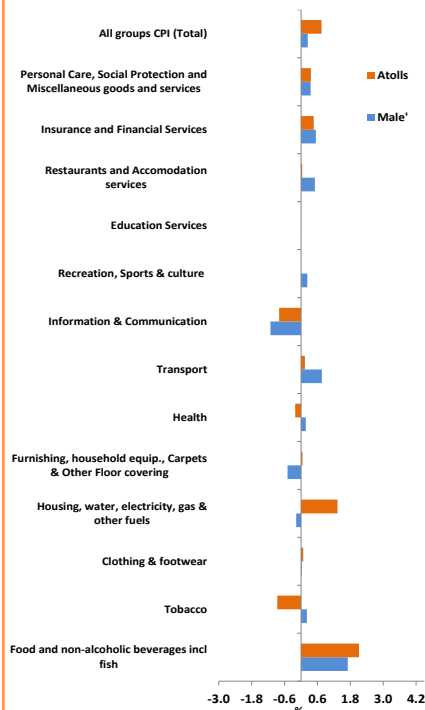 All groups CPI (Total)
Personal Care, Social Protection and
Miscellaneous goods and services
Atolls
Male'
Insurance and Financial Services
Restaurants and Accomodation
services
Education Services
Recreation, Sports & culture
Information & Communication
Transport
Health
Furnishing, household equip., Carpets
& Other Floor covering
Housing, water, electricity, gas &
other fuels
Clothing & footwear
Tobacco
Food and non-alcoholic beverages incl
fish
-3.0 -1.8 -0.6 0.6 1.8 3.0 4.2
%